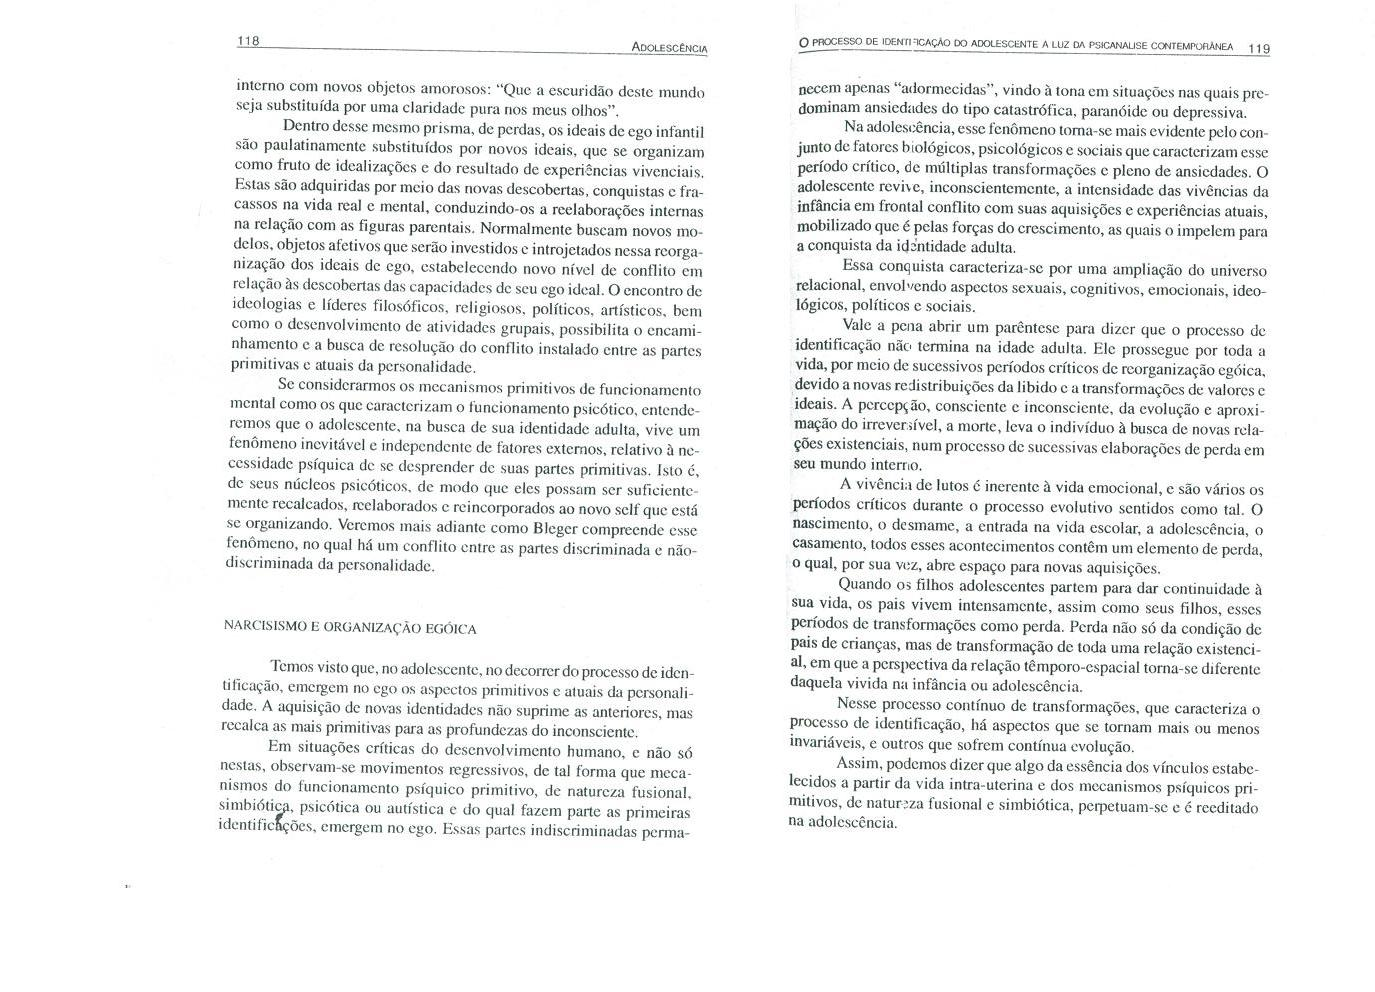 118
ADOLESCÊNCIA
interno com novos objetos amorosos: “Que a escuridão deste mundo
seja substituída por uma claridade pura nos meus olhos”.
Dentro desse mesmo prisma, de perdas, os ideais de ego infantil
são paulatinamente substituídos por novos ideais, que se organizam
como fruto de idealizações e do resultado de experiências vivenciais.
Estas são adquiridas por meio das novas descobertas, conquistas e fra-
cassos na vida real e mental, conduzindo-os a reelaborações internas
na relação com as figuras parentais. Normalmente buscam novos mo-
delos, objetos afetivos que serão investidos e introjetados nessa reorga-
nização dos ideais de ego, estabelecendo novo nível de conflito em
relação às descobertas das capacidades de seu ego ideal. O encontro de
ideologias e líderes filosóficos, religiosos, políticos, artísticos, bem
como o desenvolvimento de atividades grupais, possibilita o encami-
nhamento e a busca de resolução do conflito instalado entre as partes
primitivas e atuais da personalidade.
Se considerarmos os mecanismos primitivos de funcionamento
mental como os que caracterizam o funcionamento psicótico, entende-
remos que o adolescente, na busca de sua identidade adulta, vive um
fenômeno inevitável e independente de fatores externos, relativo à ne-
cessidade psíquica de se desprender de suas partes primitivas. Isto é,
de seus núcleos psicóticos, de modo que eles possam ser suficiente-
mente recalcados, reelaborados e reincorporados ao novo self que está
se organizando. Veremos mais adiante como Bleger compreende esse
fenômeno, no qual há um conflito entre as partes discriminada e não-
discriminada da personalidade.
NARCISISMO E ORGANIZAÇÃO EGÓICA
Temos visto que, no adolescente, no decorrer do processo de iden-
tificação, emergem no ego os aspectos primitivos e atuais da personali-
dade. A aquisição de novas identidades não suprime as anteriores, mas
recalca as mais primitivas para as profundezas do inconsciente.
Em situações críticas do desenvolvimento humano, e não só
nestas, observam-se movimentos regressivos, de tal forma que meca-
nismos do funcionamento psíquico primitivo, de natureza fusional,
simbiótica, psicótica ou autística e do qual fazem parte as primeiras
identificações, emergem no ego. Essas partes indiscriminadas perma-
O PROCESSO DE IDENTIFICAÇÃO DO ADOLESCENTE A LUZ DA PSICANALISE CONTEMPORÂNEA 119
necem apenas “adormecidas”, vindo à tona em situações nas quais pre-
dominam ansiedades do tipo catastrófica, paranóide ou depressiva.
Na adolescência, esse fenômeno torna-se mais evidente pelo con-
junto de fatores biológicos, psicológicos e sociais que caracterizam esse
período crítico, de múltiplas transformações e pleno de ansiedades. O
adolescente revive, inconscientemente, a intensidade das vivências da
infância em frontal conflito com suas aquisições e experiências atuais,
mobilizado que é pelas forças do crescimento, as quais o impelem para
a conquista da identidade adulta.
Essa conquista caracteriza-se por uma ampliação do universo
relacional, envolvendo aspectos sexuais, cognitivos, emocionais, ideo-
lógicos, políticos e sociais.
Vale a pena abrir um parêntese para dizer que o processo de
identificação não termina na idade adulta. Ele prossegue por toda a
vida, por meio de sucessivos períodos críticos de reorganização egóica,
devido a novas redistribuições da libido e a transformações de valores e
ideais. A percepção, consciente e inconsciente, da evolução e aproxi-
mação do irreversível, a morte, leva o indivíduo à busca de novas rela-
ções existenciais, num processo de sucessivas elaborações de perda em
seu mundo interno.
A vivência de lutos é inerente à vida emocional, e são vários os
períodos críticos durante o processo evolutivo sentidos como tal. O
nascimento, o desmame, a entrada na vida escolar, a adolescência, o
casamento, todos esses acontecimentos contêm um elemento de perda,
o qual, por sua vez, abre espaço para novas aquisições.
Quando os filhos adolescentes partem para dar continuidade à
sua vida, os pais vivem intensamente, assim como seus filhos, esses
períodos de transformações como perda. Perda não só da condição de
pais de crianças, mas de transformação de toda uma relação existenci-
al, em que a perspectiva da relação têmporo-espacial torna-se diferente
daquela vivida na infância ou adolescência.
Nesse processo contínuo de transformações, que caracteriza o
processo de identificação, há aspectos que se tornam mais ou menos
invariáveis, e outros que sofrem contínua evolução.
Assim, podemos dizer que algo da essência dos vínculos estabe-
lecidos a partir da vida intra-uterina e dos mecanismos psíquicos pri-
mitivos, de natureza fusional e simbiótica, perpetuam-se e é reeditado
na adolescência.